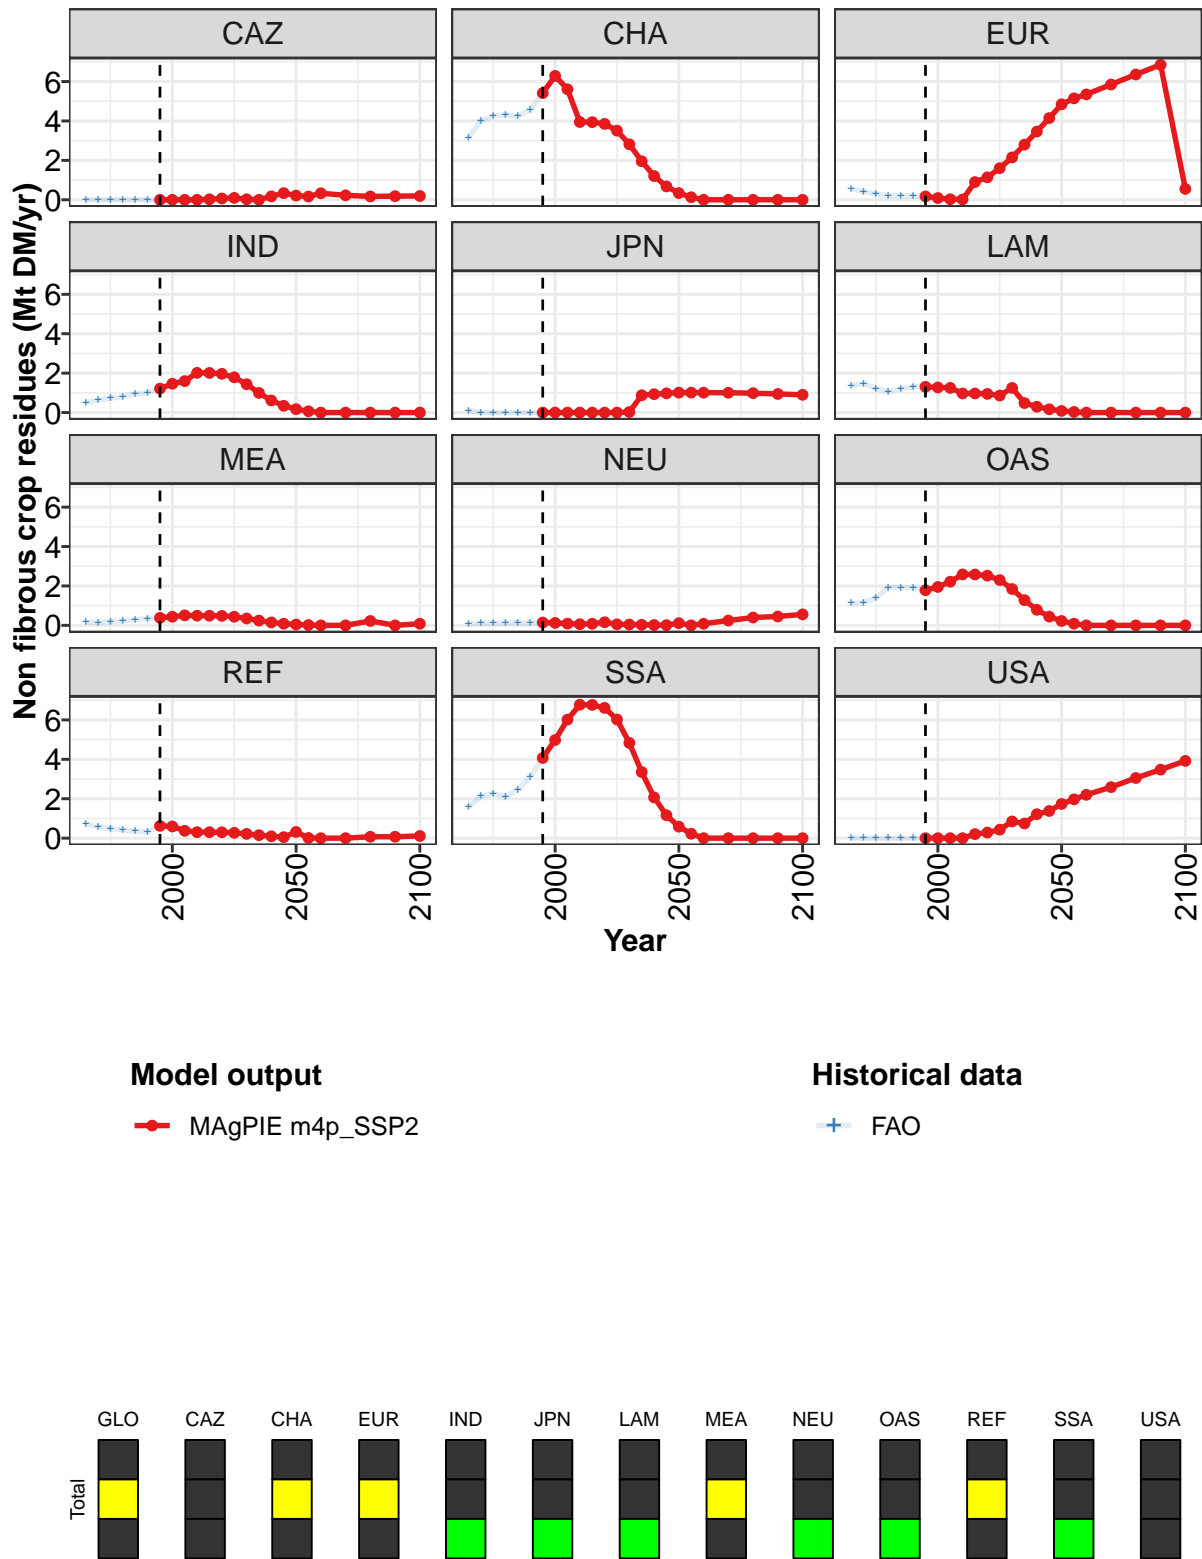 CAZ CHA EUR
6
4
2
0
IND JPN LAM
6
4
2
0
MEA NEU OAS
6
4
2
0
REF SSA USA
6
4
2
0
Non fibrous crop residues (Mt DM/yr)
2000 2050 2100 2000 2050 2100 2000 2050 2100
Year
Model output Historical data
MAgPIE m4p_SSP2 FAO
GLO CAZ CHA EUR IND JPN LAM MEA NEU OAS REF SSA USA
Total